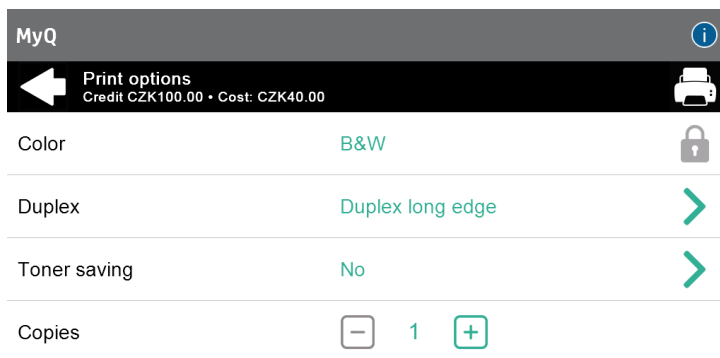 MyQ
i
Print options
Credit CZK100.00 • Cost: CZK40.00
Color B&W
Duplex Duplex long edge
Toner saving No
Copies − 1 +